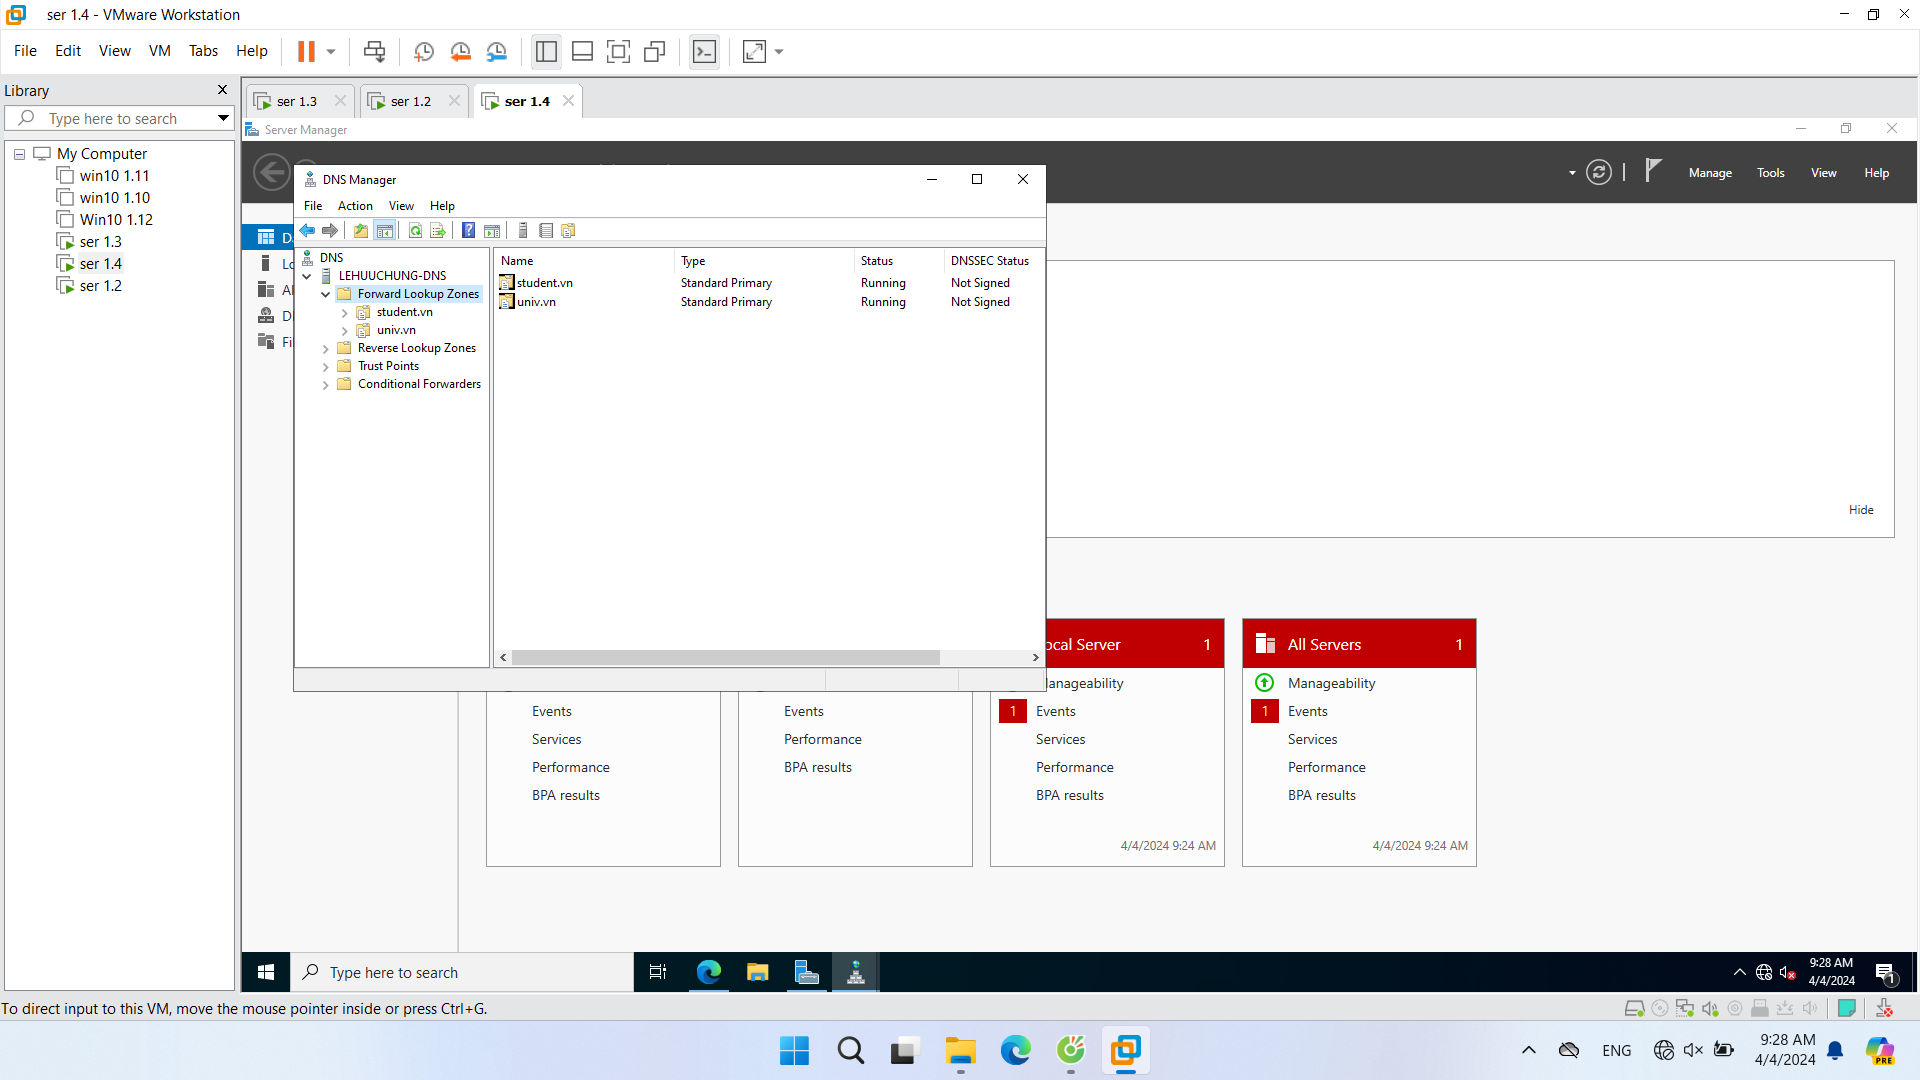 ser 1.4 - VMware Workstation
File Edit View VM Tabs Help
Library
Type here to search
My Computer
win10 1.11
win10 1.10
Win10 1.12
ser 1.3
ser 1.4
ser 1.2
ser 1.3 ser 1.2 ser 1.4
Server Manager
Manage Tools View Help
DNS Manager
File Action View Help
DNS
LEHUUCHUNG-DNS
Forward Lookup Zones
student.vn
univ.vn
Reverse Lookup Zones
Trust Points
Conditional Forwarders
Name Type Status DNSSEC Status
student.vn Standard Primary Running Not Signed
univ.vn Standard Primary Running Not Signed
Hide
ocal Server 1
anageability
1 Events
Services
Performance
BPA results
4/4/2024 9:24 AM
All Servers 1
Manageability
1 Events
Services
Performance
BPA results
4/4/2024 9:24 AM
Events
Services
Performance
BPA results
Events
Performance
BPA results
Type here to search
9:28 AM
4/4/2024
1
To direct input to this VM, move the mouse pointer inside or press Ctrl+G.
ENG
9:28 AM
4/4/2024
PRE